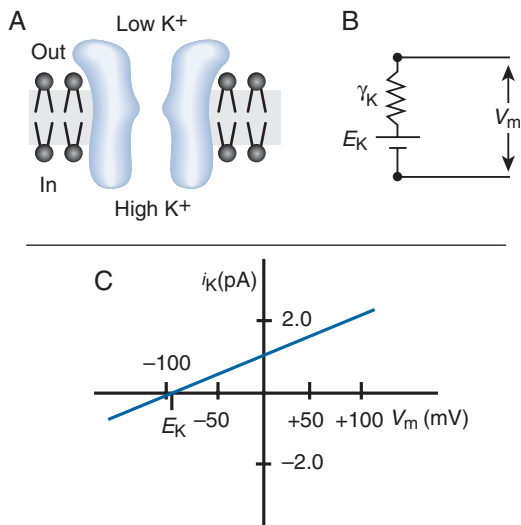 A
Low K+
Out
In
High K+
B
γK
EK
Vm
C
iK(pA)
2.0
–100
EK
–50
+50
+100
Vm (mV)
–2.0